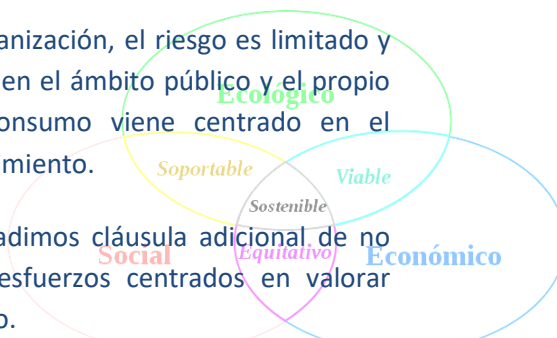 anización, el riesgo es limitado y
en el ámbito público y el propio
Ecológico
onsumo viene centrado en el
miento.
Soportable
Viable
Sostenible
adimos cláusula adicional de no
Social
Equitativo
Económico
esfuerzos centrados en valorar
o.